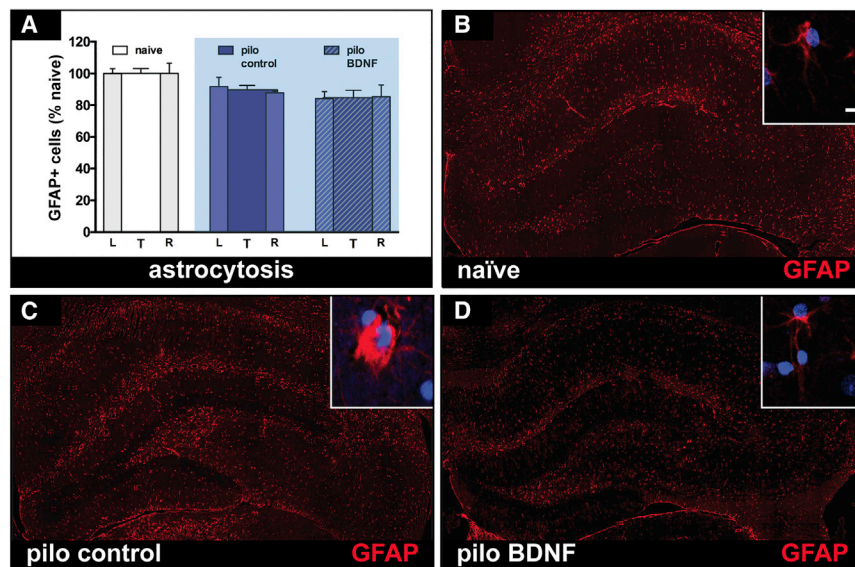 A
naive
pilo
control
pilo
BDNF
GFAP+ cells (% naive)
120
100
80
60
40
20
0
L T R L T R L T R
astrocytosis
B
naïve GFAP
C
pilo control GFAP
D
pilo BDNF GFAP